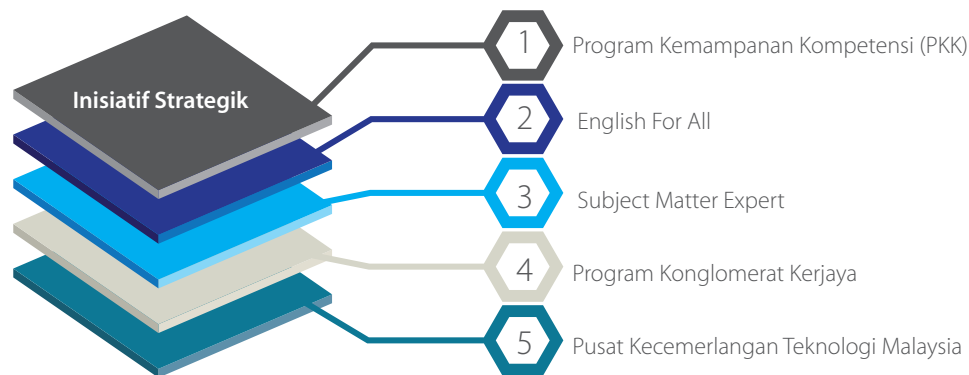 Inisiatif Strategik
1 Program Kemampanan Kompetensi (PKK)
2 English For All
3 Subject Matter Expert
4 Program Konglomerat Kerjaya
5 Pusat Kecemerlangan Teknologi Malaysia